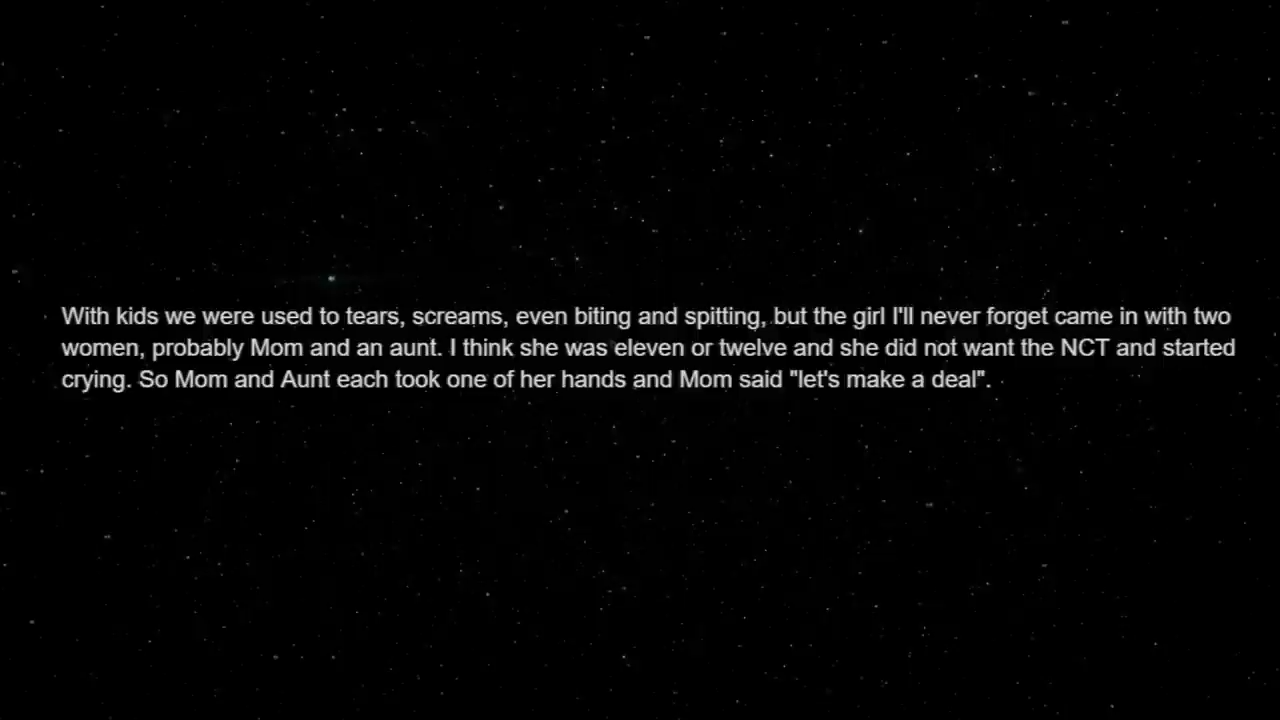 With kids we were used to tears, screams, even biting and spitting, but the girl I'll never forget came in with two
women, probably Mom and an aunt. I think she was eleven or twelve and she did not want the NCT and started
crying. So Mom and Aunt each took one of her hands and Mom said "let's make a deal".